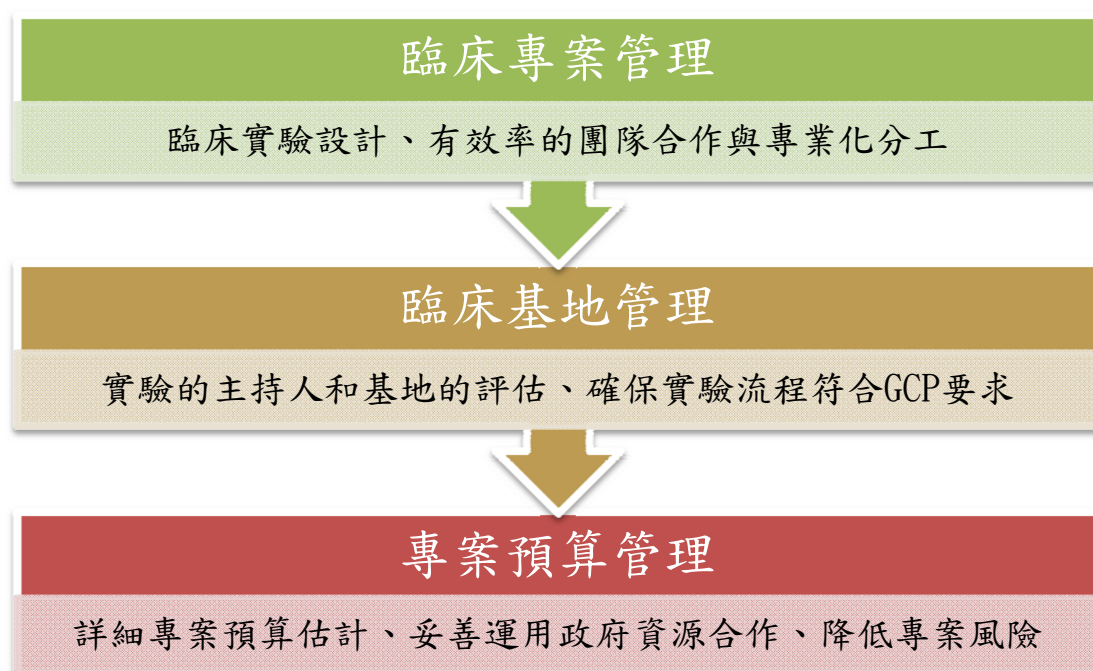 臨床專案管理
臨床實驗設計、有效率的團隊合作與專業化分工
臨床基地管理
實驗的主持人和基地的評估、確保實驗流程符合GCP要求
專案預算管理
詳細專案預算估計、妥善運用政府資源合作、降低專案風險